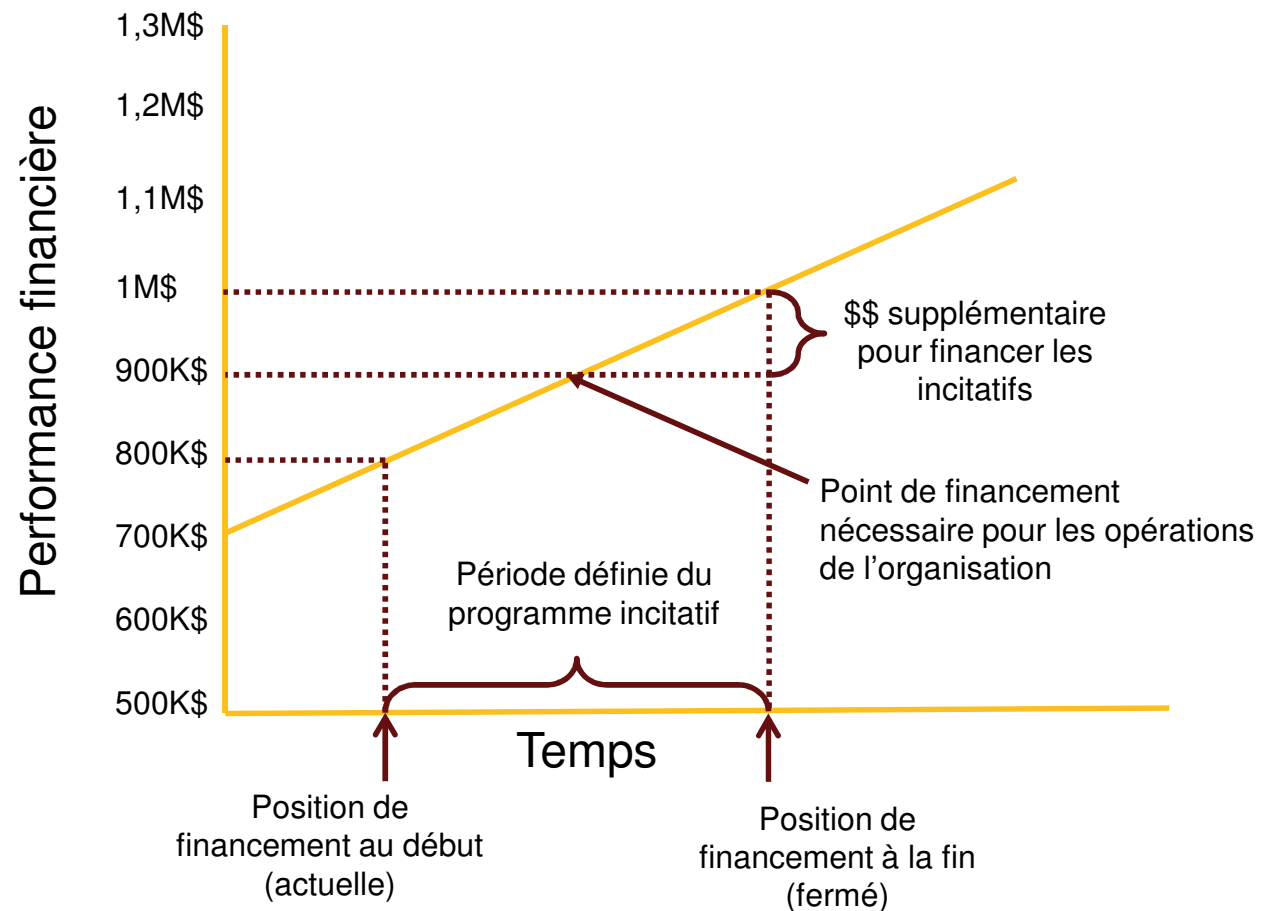 Performance financière
1,3M$
1,2M$
1,1M$
1M$
900K$
800K$
700K$
600K$
500K$
$$ supplémentaire
pour financer les
incitatifs
Point de financement
nécessaire pour les opérations
de l’organisation
Période définie du
programme incitatif
Temps
Position de
financement au début
(actuelle)
Position de
financement à la fin
(fermé)